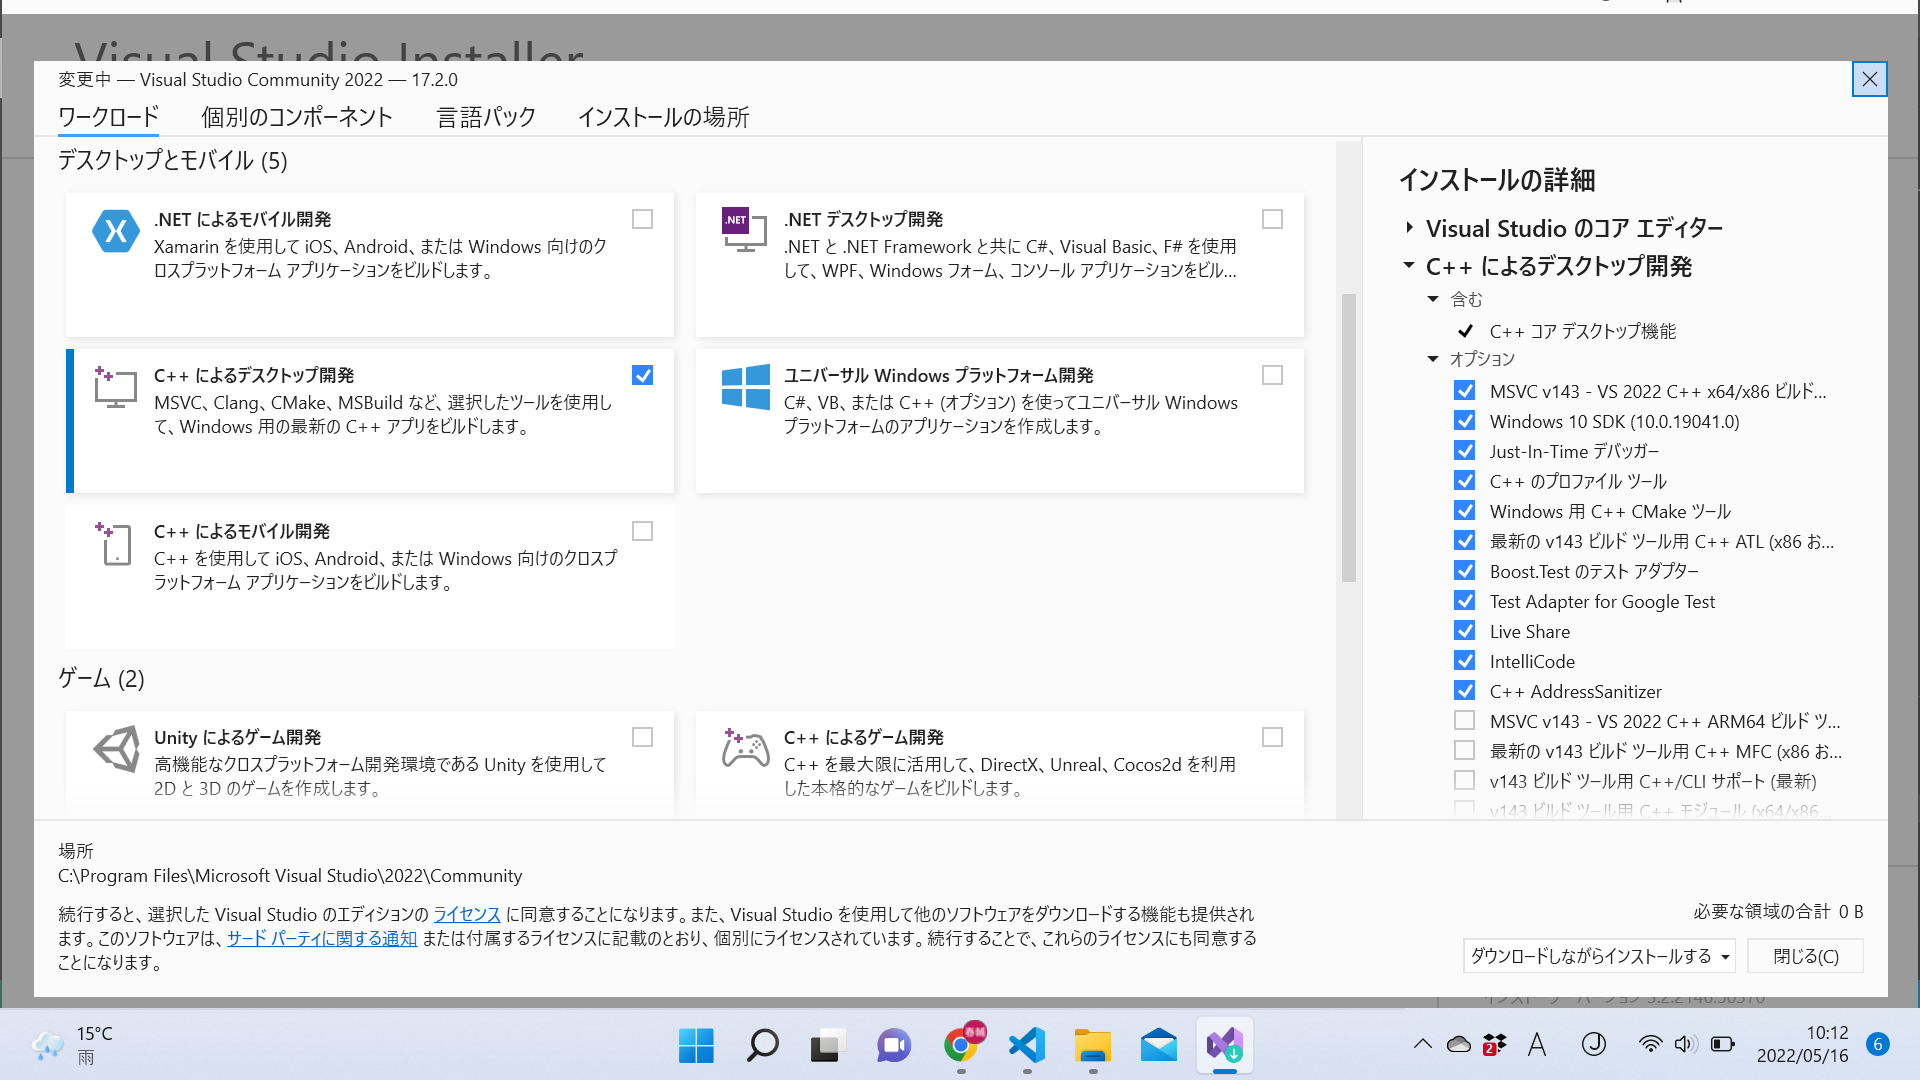 Visual Studio Installer
変更中 — Visual Studio Community 2022 — 17.2.0
ワークロード 個別のコンポーネント 言語パック インストールの場所
デスクトップとモバイル (5)
.NET によるモバイル開発
Xamarin を使用して iOS、Android、または Windows 向けのク
ロスプラットフォーム アプリケーションをビルドします。
.NET デスクトップ開発
.NET と .NET Framework と共に C#、Visual Basic、F# を使用
して、WPF、Windows フォーム、コンソール アプリケーションをビル...
C++ によるデスクトップ開発
MSVC、Clang、CMake、MSBuild など、選択したツールを使用し
て、Windows 用の最新の C++ アプリをビルドします。
ユニバーサル Windows プラットフォーム開発
C#、VB、または C++ (オプション) を使ってユニバーサル Windows
プラットフォームのアプリケーションを作成します。
C++ によるモバイル開発
C++ を使用して iOS、Android、または Windows 向けのクロスプ
ラットフォーム アプリケーションをビルドします。
ゲーム (2)
Unity によるゲーム開発
高機能なクロスプラットフォーム開発環境である Unity を使用して
2D と 3D のゲームを作成します。
C++ によるゲーム開発
C++ を最大限に活用して、DirectX、Unreal、Cocos2d を利用
した本格的なゲームをビルドします。
インストールの詳細
Visual Studio のコア エディター
C++ によるデスクトップ開発
含む
C++ コア デスクトップ機能
オプション
MSVC v143 - VS 2022 C++ x64/x86 ビルド...
Windows 10 SDK (10.0.19041.0)
Just-In-Time デバッガー
C++ のプロファイル ツール
Windows 用 C++ CMake ツール
最新の v143 ビルド ツール用 C++ ATL (x86 お...
Boost.Test のテスト アダプター
Test Adapter for Google Test
Live Share
IntelliCode
C++ AddressSanitizer
MSVC v143 - VS 2022 C++ ARM64 ビルド ツ...
最新の v143 ビルド ツール用 C++ MFC (x86 お...
v143 ビルド ツール用 C++/CLI サポート (最新)
v143 ビルド ツール用 C++ モジュール (x64/x86...
場所
C:\Program Files\Microsoft Visual Studio\2022\Community
続行すると、選択した Visual Studio のエディションの ライセンス に同意することになります。また、Visual Studio を使用して他のソフトウェアをダウンロードする機能も提供され
ます。このソフトウェアは、サード パーティに関する通知 または付属するライセンスに記載のとおり、個別にライセンスされています。続行することで、これらのライセンスにも同意する
ことになります。
必要な領域の合計 0 B
ダウンロードしながらインストールする
閉じる(C)
15°C
雨
2
A
J
10:12
2022/05/16
6